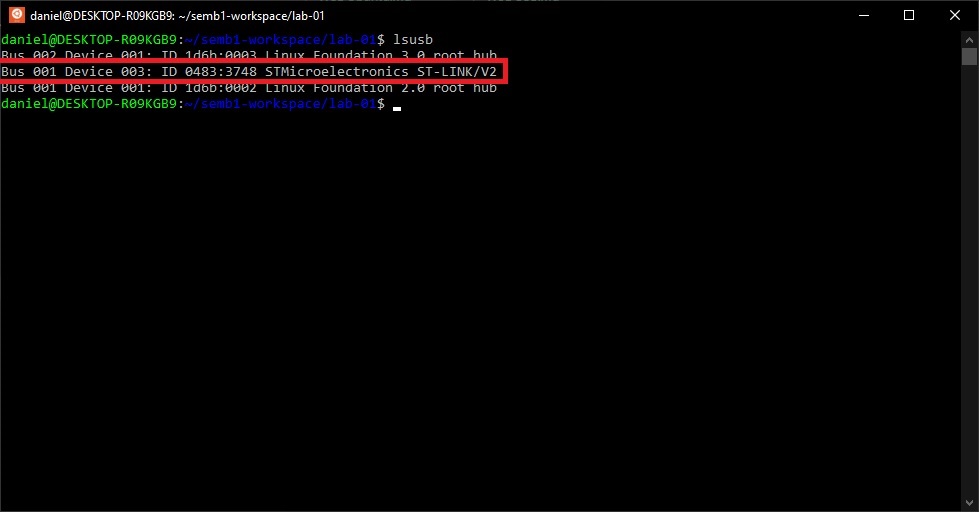 daniel@DESKTOP-R09KGB9: ~/semb1-workspace/lab-01
daniel@DESKTOP-R09KGB9:~/semb1-workspace/lab-01$ lsusb
Bus 002 Device 001: ID 1d6b:0003 Linux Foundation 3.0 root hub
Bus 001 Device 003: ID 0483:3748 STMicroelectronics ST-LINK/V2
Bus 001 Device 001: ID 1d6b:0002 Linux Foundation 2.0 root hub
daniel@DESKTOP-R09KGB9:~/semb1-workspace/lab-01$